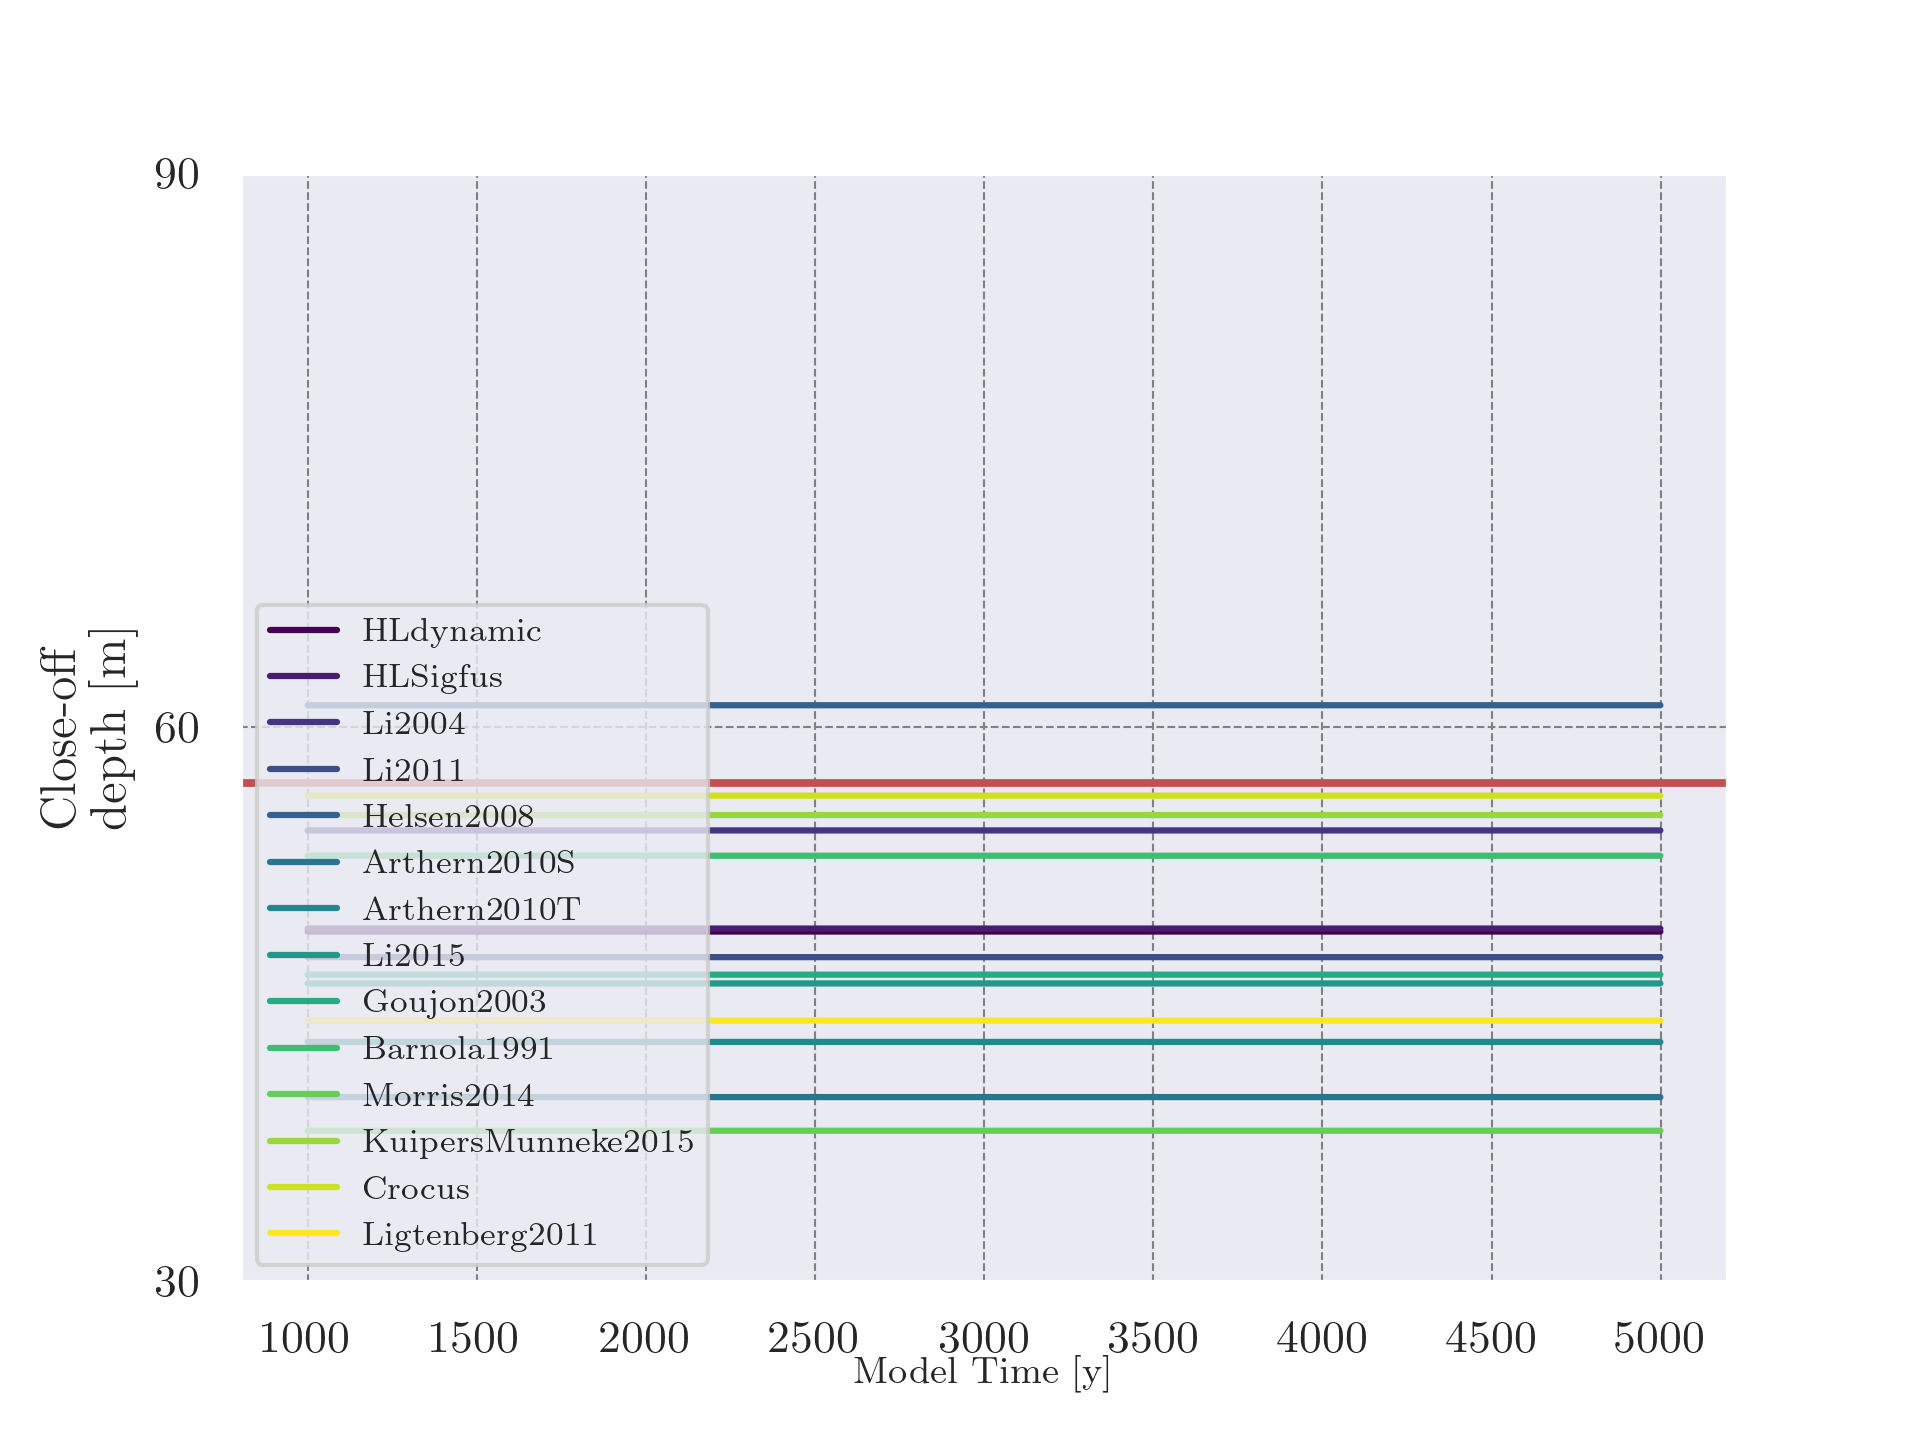 90
60
30
Close-off
depth [m]
HLdynamic
HLSigfus
Li2004
Li2011
Helsen2008
Arthern2010S
Arthern2010T
Li2015
Goujon2003
Barnola1991
Morris2014
KuipersMunneke2015
Crocus
Ligtenberg2011
1000 1500 2000 2500 3000 3500 4000 4500 5000
Model Time [y]